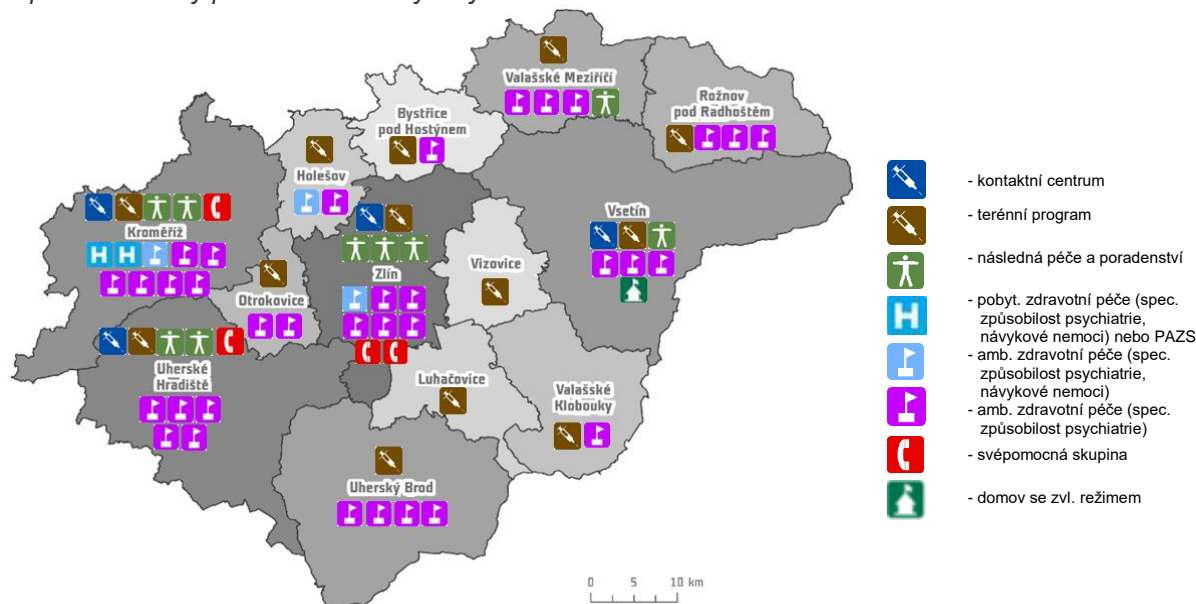 Valašské Meziříčí
Rožnov
pod Radhoštěm
Bystřice
pod Hostýnem
Holešov
Kroměříž
Vsetín
Zlín
Vizovice
Otrokovice
Uherské
Hradiště
Luhačovice
Valašské
Klobouky
Uherský Brod
0 5 10 km
- kontaktní centrum
- terénní program
- následná péče a poradenství
- pobyt. zdravotní péče (spec.
způsobilost psychiatrie,
návykové nemoci) nebo PAZS
- amb. zdravotní péče (spec.
způsobilost psychiatrie,
návykové nemoci)
- amb. zdravotní péče (spec.
způsobilost psychiatrie)
- svépomocná skupina
- domov se zvl. režimem